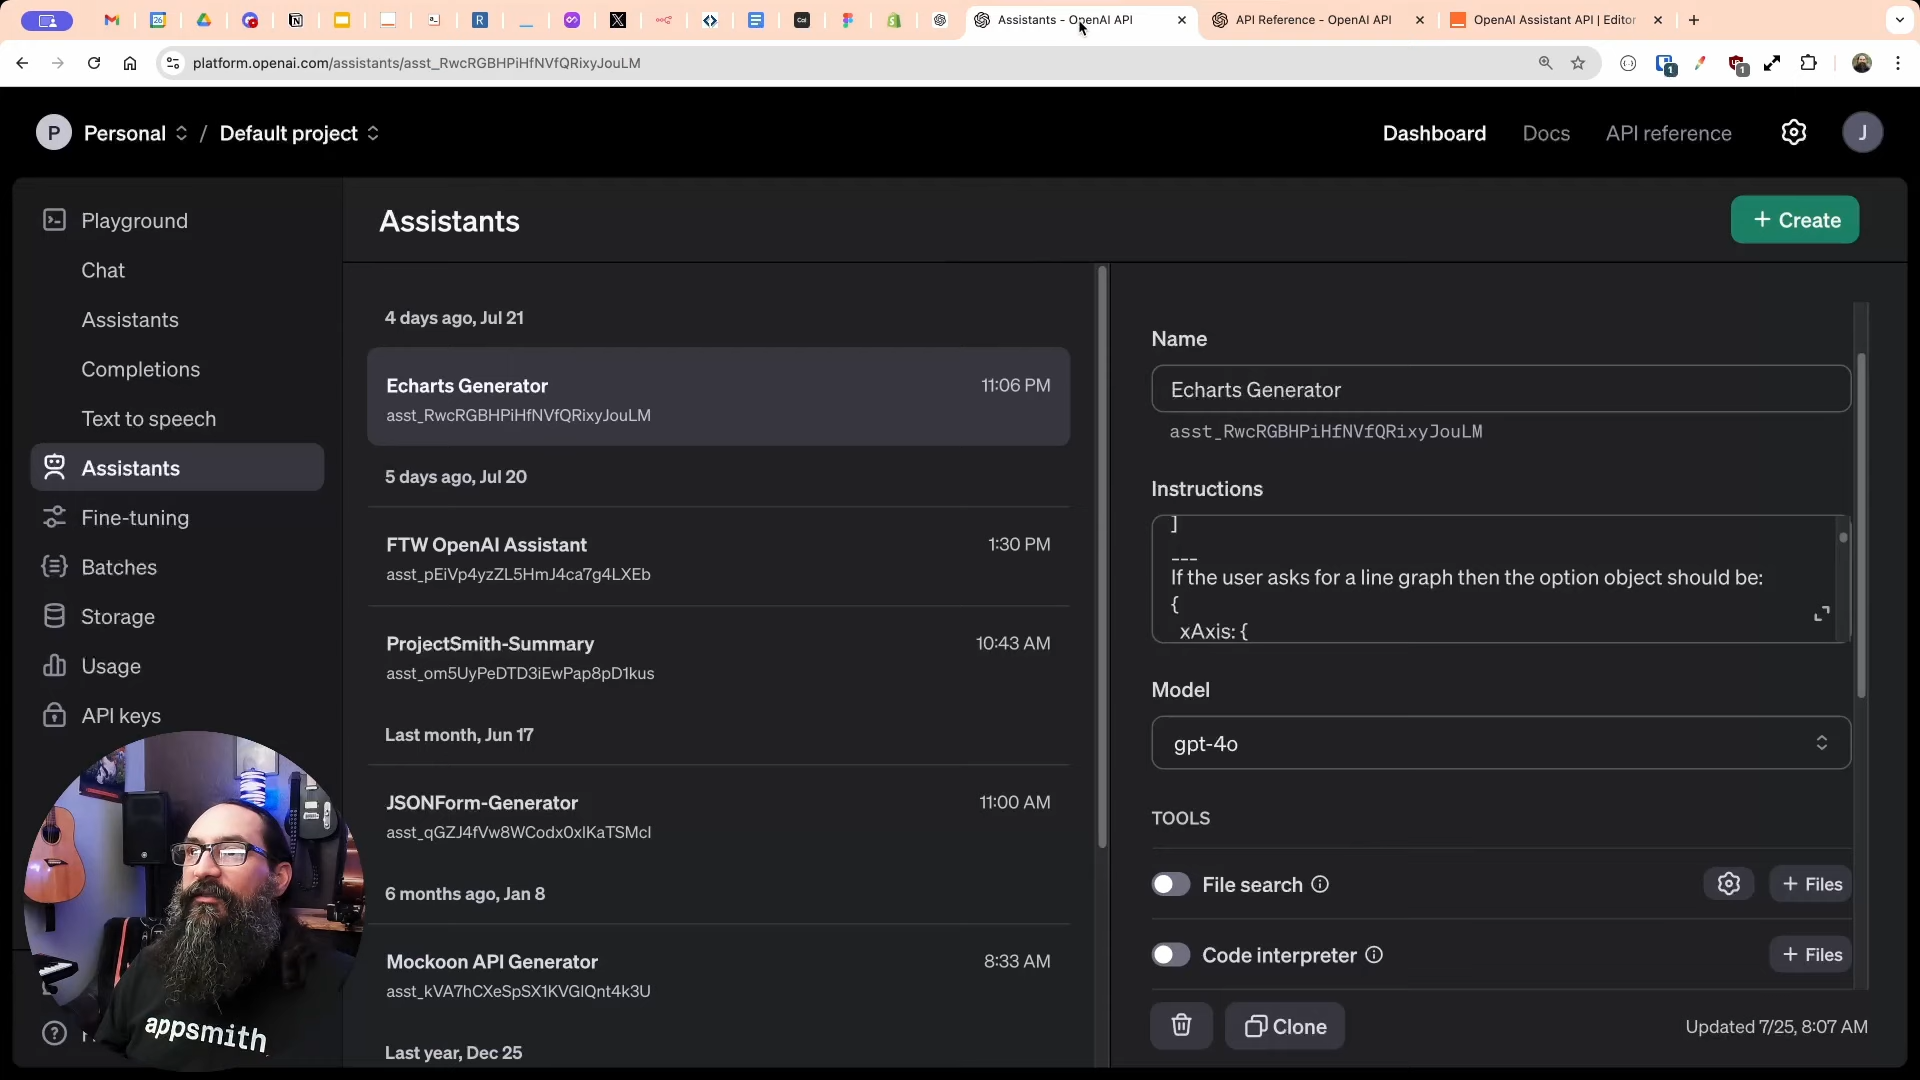 Assistants - OpenAI API
API Reference - OpenAI API
OpenAI Assistant API | Editor
platform.openai.com/assistants/asst_RwcRGBHPiHfNVfQRixyJouLM
P Personal / Default project
Dashboard
Docs
API reference
J
Playground
Chat
Assistants
Completions
Text to speech
Assistants
Fine-tuning
Batches
Storage
Usage
API keys
Assistants
+ Create
4 days ago, Jul 21
Echarts Generator
11:06 PM
asst_RwcRGBHPiHfNVfQRixyJouLM
5 days ago, Jul 20
FTW OpenAI Assistant
1:30 PM
asst_pEiVp4yzZL5HmJ4ca7g4LXEb
ProjectSmith-Summary
10:43 AM
asst_om5UyPeDTD3iEwPap8pD1kus
Last month, Jun 17
JSONForm-Generator
11:00 AM
asst_qGZJ4fVw8WCodx0xlKaTSMcI
6 months ago, Jan 8
Mockoon API Generator
8:33 AM
asst_kVA7hCXeSpSX1KVGlQnt4k3U
Last year, Dec 25
Name
Echarts Generator
asst_RwcRGBHPiHfNVfQRixyJouLM
Instructions
]
---
If the user asks for a line graph then the option object should be:
{
xAxis: {
Model
gpt-4o
TOOLS
File search
+ Files
Code interpreter
+ Files
Clone
Updated 7/25, 8:07 AM
appsmith